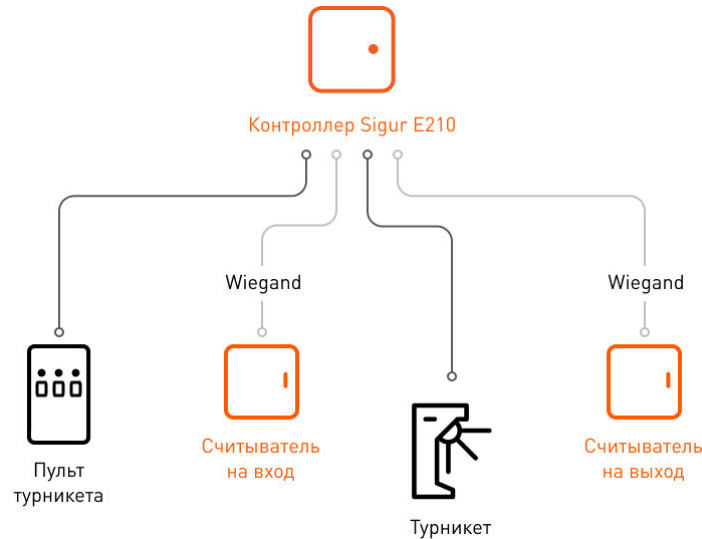 Контроллер Sigur E210
Wiegand
Wiegand
Пульт
турникета
Считыватель
на вход
Турникет
Считыватель
на выход